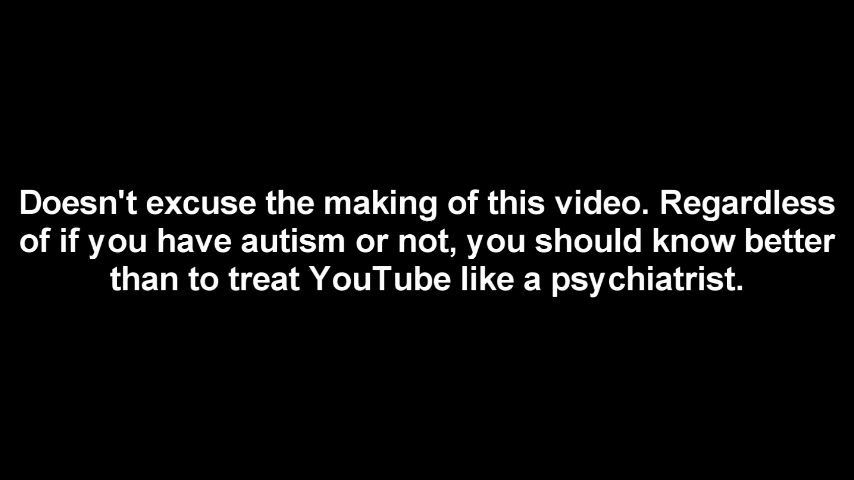 Doesn't excuse the making of this video. Regardless
of if you have autism or not, you should know better
than to treat YouTube like a psychiatrist.